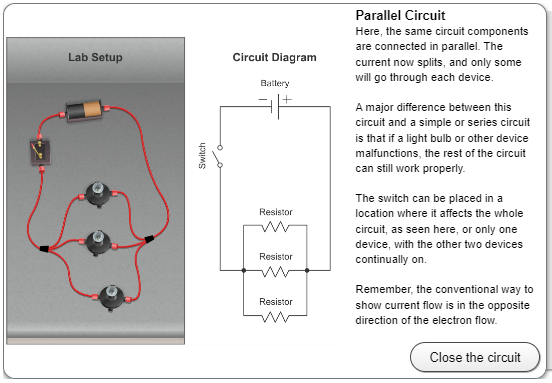 Lab Setup
Circuit Diagram
Battery
− +
Switch
Resistor
Resistor
Resistor
Parallel Circuit
Here, the same circuit components
are connected in parallel. The
current now splits, and only some
will go through each device.
A major difference between this
circuit and a simple or series circuit
is that if a light bulb or other device
malfunctions, the rest of the circuit
can still work properly.
The switch can be placed in a
location where it affects the whole
circuit, as seen here, or only one
device, with the other two devices
continually on.
Remember, the conventional way to
show current flow is in the opposite
direction of the electron flow.
Close the circuit